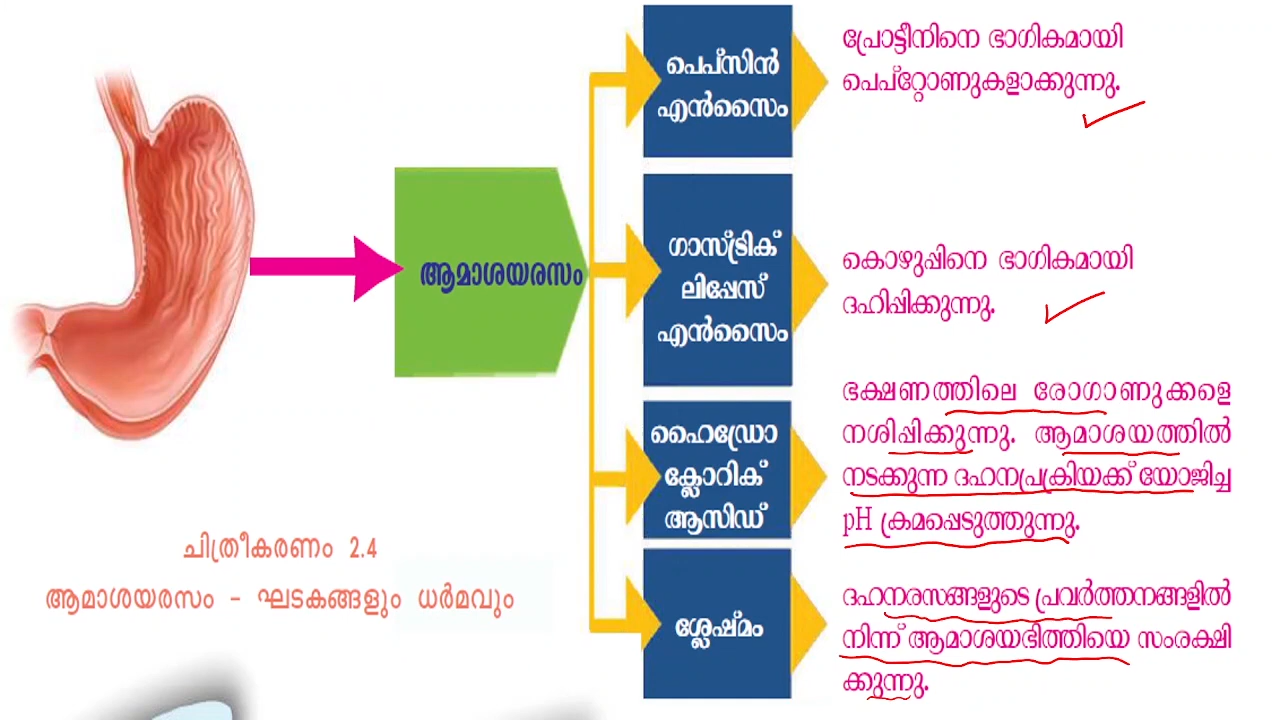 പെപ്സിൻ
എൻസൈം
പ്രോട്ടീനിനെ ഭാഗികമായി
പെപ്റ്റോണുകളാക്കുന്നു.
ആമാശയരസം
ഗാസ്ട്രിക്
ലിപ്പേസ്
എൻസൈം
കൊഴുപ്പിനെ ഭാഗികമായി
ദഹിപ്പിക്കുന്നു.
ഹൈഡ്രോ
ക്ലോറിക്
ആസിഡ്
ഭക്ഷണത്തിലെ രോഗാണുക്കളെ
നശിപ്പിക്കുന്നു. ആമാശയത്തിൽ
നടക്കുന്ന ദഹനപ്രക്രിയക്ക് യോജിച്ച
pH ക്രമപ്പെടുത്തുന്നു.
ശ്ലേഷ്മം
ദഹനരസങ്ങളുടെ പ്രവർത്തനങ്ങളിൽ
നിന്ന് ആമാശയഭിത്തിയെ സംരക്ഷി
ക്കുന്നു.
ചിത്രീകരണം 2.4
ആമാശയരസം - ഘടകങ്ങളും ധർമവും